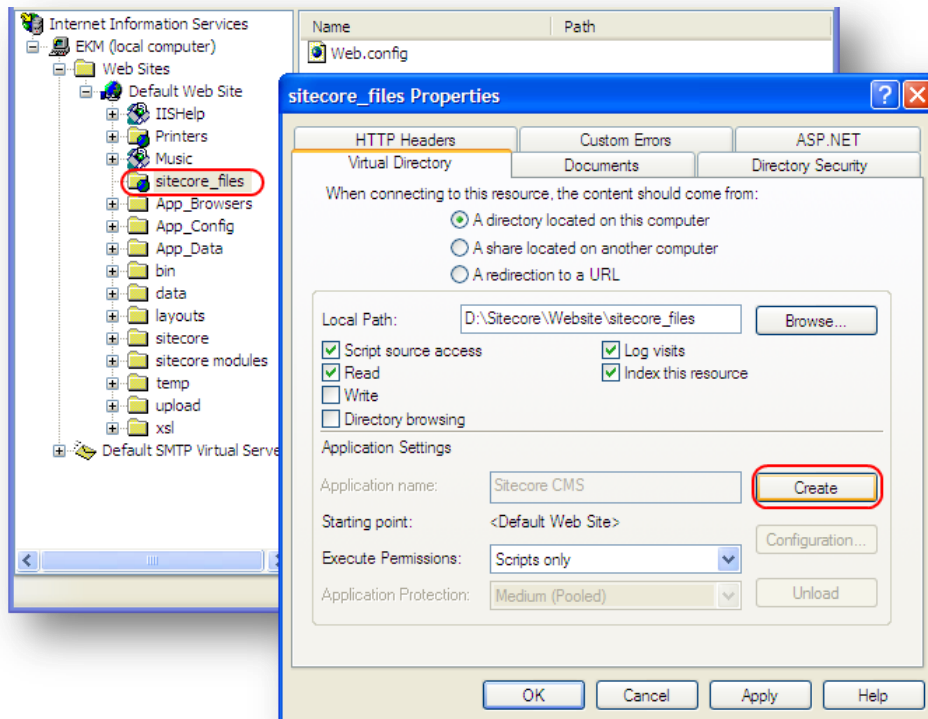 Internet Information Services
EKM (local computer)
Web Sites
Default Web Site
IISHelp
Printers
Music
sitecore_files
App_Browsers
App_Config
App_Data
bin
data
layouts
sitecore
sitecore modules
temp
upload
xsl
Default SMTP Virtual Serve
Name Path
Web.config
sitecore_files Properties
HTTP Headers Custom Errors ASP.NET
Virtual Directory Documents Directory Security
When connecting to this resource, the content should come from:
A directory located on this computer
A share located on another computer
A redirection to a URL
Local Path: D:\Sitecore\Website\sitecore_files Browse...
Script source access Log visits
Read Index this resource
Write
Directory browsing
Application Settings
Application name: Sitecore CMS Create
Starting point: <Default Web Site>
Configuration...
Execute Permissions: Scripts only
Application Protection: Medium (Pooled) Unload
OK Cancel Apply Help